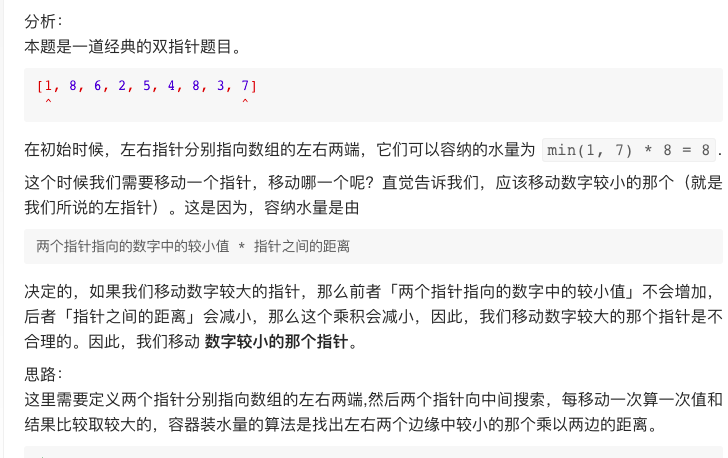 分析：
本题是一道经典的双指针题目。
[1, 8, 6, 2, 5, 4, 8, 3, 7]
^ ^
在初始时候，左右指针分别指向数组的左右两端，它们可以容纳的水量为 min(1, 7) * 8 = 8 .
这个时候我们需要移动一个指针，移动哪一个呢？直觉告诉我们，应该移动数字较小的那个（就是
我们所说的左指针）。这是因为，容纳水量是由
两个指针指向的数字中的较小值 * 指针之间的距离
决定的，如果我们移动数字较大的指针，那么前者「两个指针指向的数字中的较小值」不会增加，
后者「指针之间的距离」会减小，那么这个乘积会减小，因此，我们移动数字较大的那个指针是不
合理的。因此，我们移动 数字较小的那个指针。
思路：
这里需要定义两个指针分别指向数组的左右两端,然后两个指针向中间搜索，每移动一次算一次值和
结果比较取较大的，容器装水量的算法是找出左右两个边缘中较小的那个乘以两边的距离。